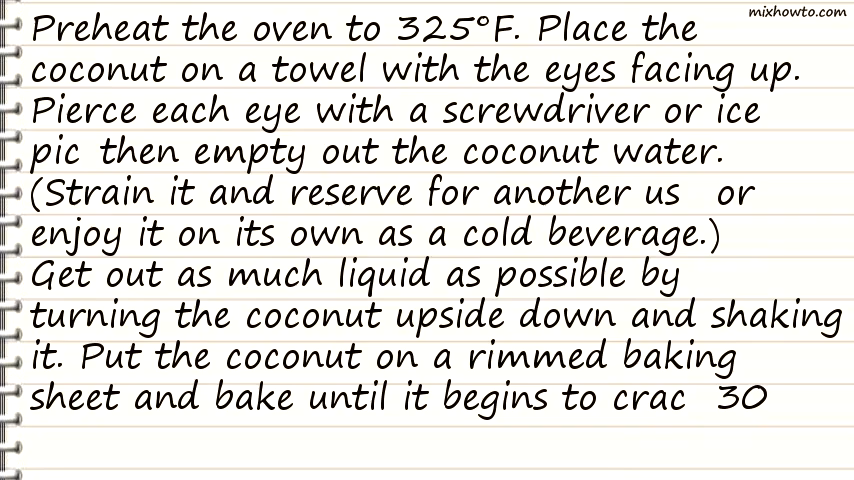 mixhowto.com
Preheat the oven to 325°F. Place the
coconut on a towel with the eyes facing up.
Pierce each eye with a screwdriver or ice
pic then empty out the coconut water.
(Strain it and reserve for another us or
enjoy it on its own as a cold beverage.)
Get out as much liquid as possible by
turning the coconut upside down and shaking
it. Put the coconut on a rimmed baking
sheet and bake until it begins to crac 30